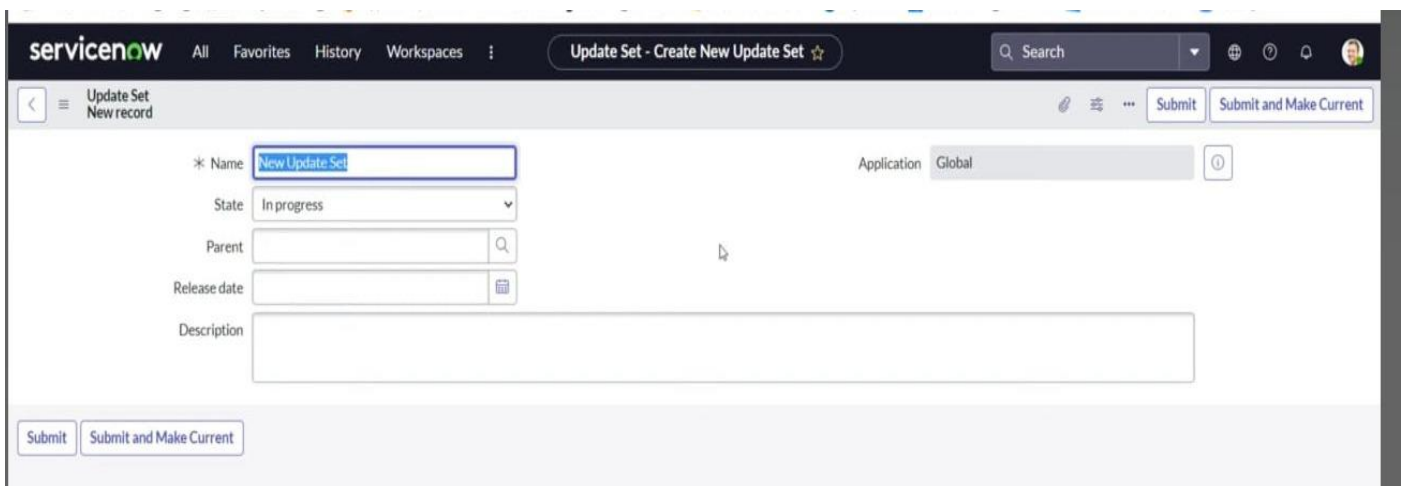 servicenow All Favorites History Workspaces Update Set - Create New Update Set Search
Update Set
New record
Submit Submit and Make Current
* Name New Update Set Application Global
State In progress
Parent
Release date
Description
Submit Submit and Make Current